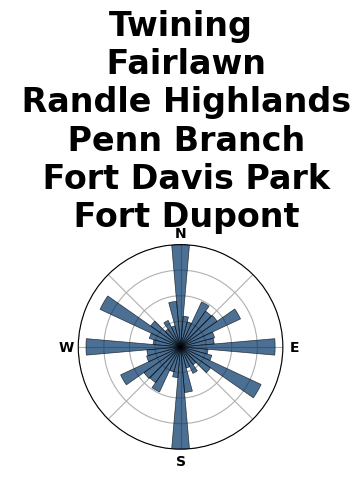 Twining
Fairlawn
Randle Highlands
Penn Branch
Fort Davis Park
Fort Dupont
N
W
E
S